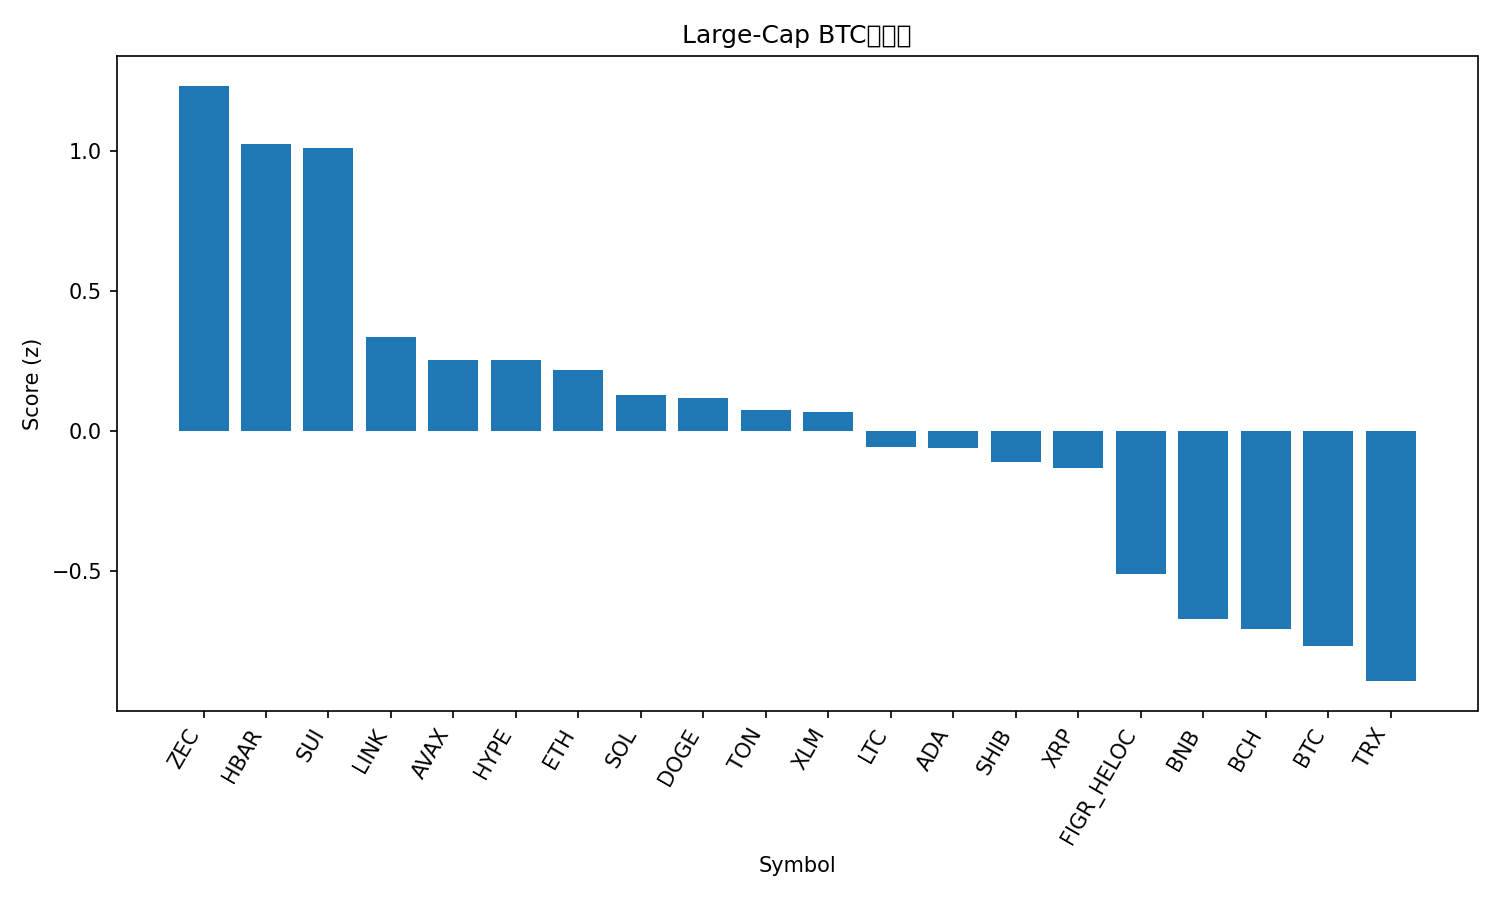 Large-Cap BTC
Score (z)
1.0
0.5
0.0
−0.5
ZEC
HBAR
SUI
LINK
AVAX
HYPE
ETH
SOL
DOGE
TON
XLM
LTC
ADA
SHIB
XRP
FIGR_HELOC
BNB
BCH
BTC
TRX
Symbol